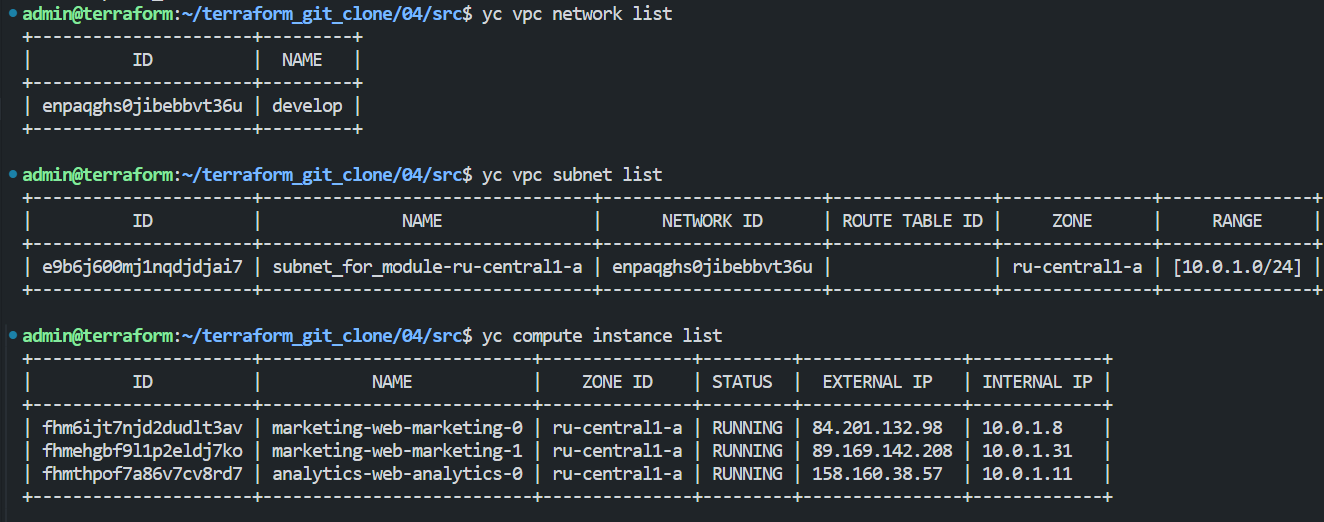 admin@terraform:~/terraform_git_clone/04/src$ yc vpc network list
+----------------------+---------+
|          ID          |  NAME   |
+----------------------+---------+
| enpaqghs0jibebbvt36u | develop |
+----------------------+---------+
admin@terraform:~/terraform_git_clone/04/src$ yc vpc subnet list
+----------------------+---------------------------------+----------------------+----------------+---------------+---------------+
|          ID          |              NAME               |      NETWORK ID      | ROUTE TABLE ID |     ZONE      |     RANGE     |
+----------------------+---------------------------------+----------------------+----------------+---------------+---------------+
| e9b6j600mj1nqdjdjai7 | subnet_for_module-ru-central1-a | enpaqghs0jibebbvt36u |                | ru-central1-a | [10.0.1.0/24] |
+----------------------+---------------------------------+----------------------+----------------+---------------+---------------+
admin@terraform:~/terraform_git_clone/04/src$ yc compute instance list
+----------------------+---------------------------+---------------+---------+----------------+-------------+
|          ID          |           NAME            |    ZONE ID    | STATUS  |  EXTERNAL IP   | INTERNAL IP |
+----------------------+---------------------------+---------------+---------+----------------+-------------+
| fhm6ijt7njd2dudlt3av | marketing-web-marketing-0 | ru-central1-a | RUNNING | 84.201.132.98  | 10.0.1.8    |
| fhmehgbf9l1p2eldj7ko | marketing-web-marketing-1 | ru-central1-a | RUNNING | 89.169.142.208 | 10.0.1.31   |
| fhmthpof7a86v7cv8rd7 | analytics-web-analytics-0 | ru-central1-a | RUNNING | 158.160.38.57  | 10.0.1.11   |
+----------------------+---------------------------+---------------+---------+----------------+-------------+